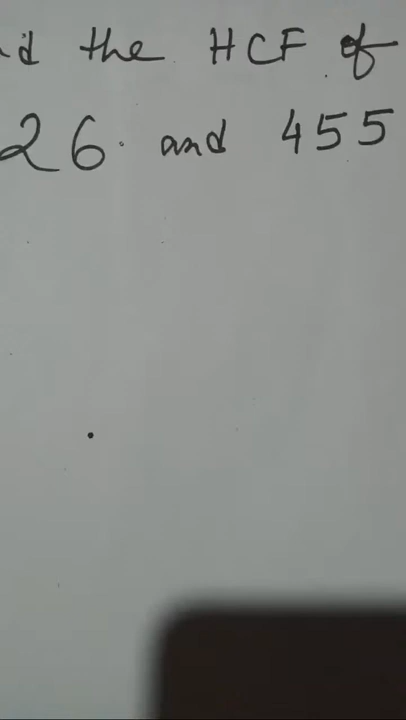 the HCF of
26. and 455